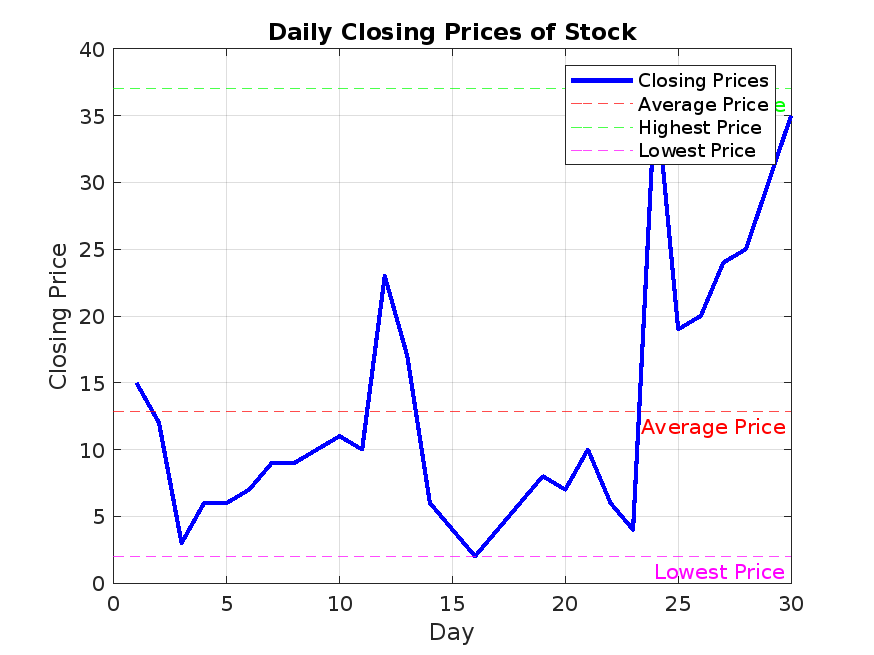 Daily Closing Prices of Stock
40
35
30
25
20
15
10
5
0
Closing Price
Closing Prices
Average Price
Highest Price
Lowest Price
Average Price
Lowest Price
0
5
10
15
20
25
30
Day